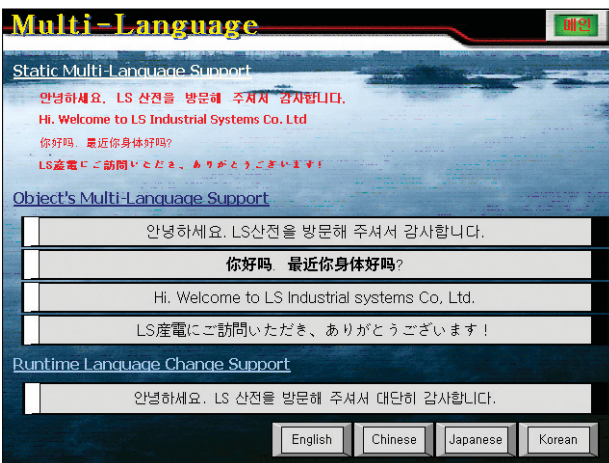 Multi-Language
메인
Static Multi-Language Support
안녕하세요. LS 산전을 방문해 주셔서 감사합니다.
Hi. Welcome to LS Industrial Systems Co. Ltd
你好吗. 最近你身体好吗?
LS産電にご訪問いただき、ありがとうございます!
Object's Multi-Language Support
안녕하세요. LS산전을 방문해 주셔서 감사합니다.
你好吗. 最近你身体好吗?
Hi. Welcome to LS Industrial systems Co, Ltd.
LS産電にご訪問いただき、ありがとうございます!
Runtime Language Change Support
안녕하세요. LS 산전을 방문해 주셔서 대단히 감사합니다.
English Chinese Japanese Korean